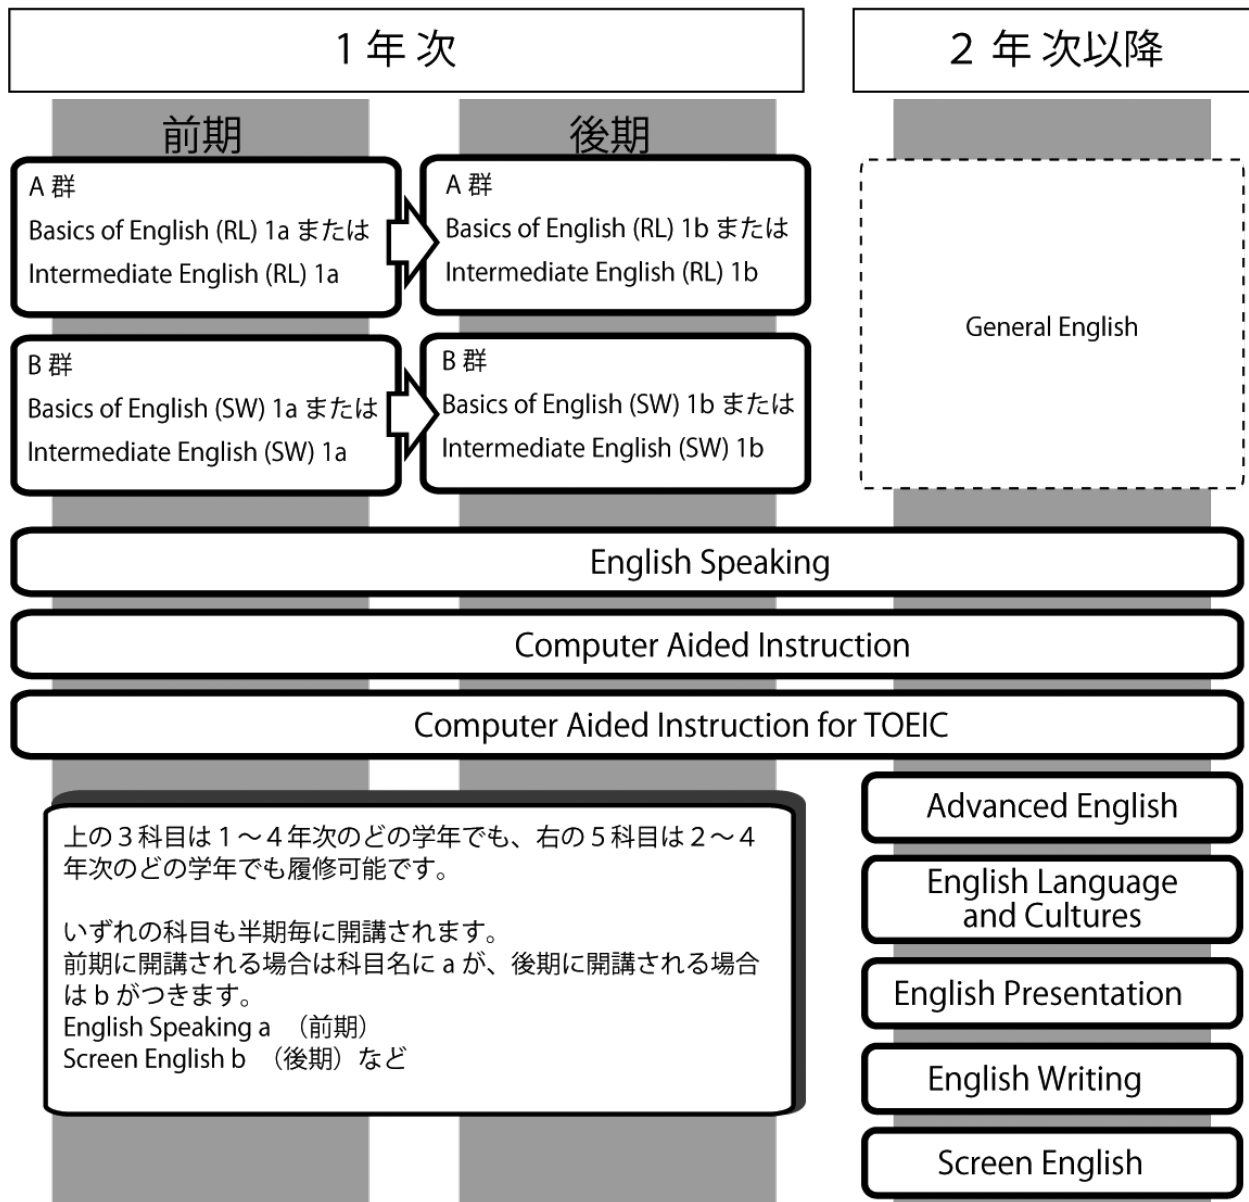 1 年 次
2 年 次以降
前期
後期
A 群
Basics of English (RL) 1a または
Intermediate English (RL) 1a
A 群
Basics of English (RL) 1b または
Intermediate English (RL) 1b
B 群
Basics of English (SW) 1a または
Intermediate English (SW) 1a
B 群
Basics of English (SW) 1b または
Intermediate English (SW) 1b
General English
English Speaking
Computer Aided Instruction
Computer Aided Instruction for TOEIC
上の 3 科目は 1 ～ 4 年次のどの学年でも、右の 5 科目は 2 ～ 4
年次のどの学年でも履修可能です。
いずれの科目も半期毎に開講されます。
前期に開講される場合は科目名に a が、後期に開講される場合
は b がつきます。
English Speaking a （前期）
Screen English b （後期）など
Advanced English
English Language
and Cultures
English Presentation
English Writing
Screen English